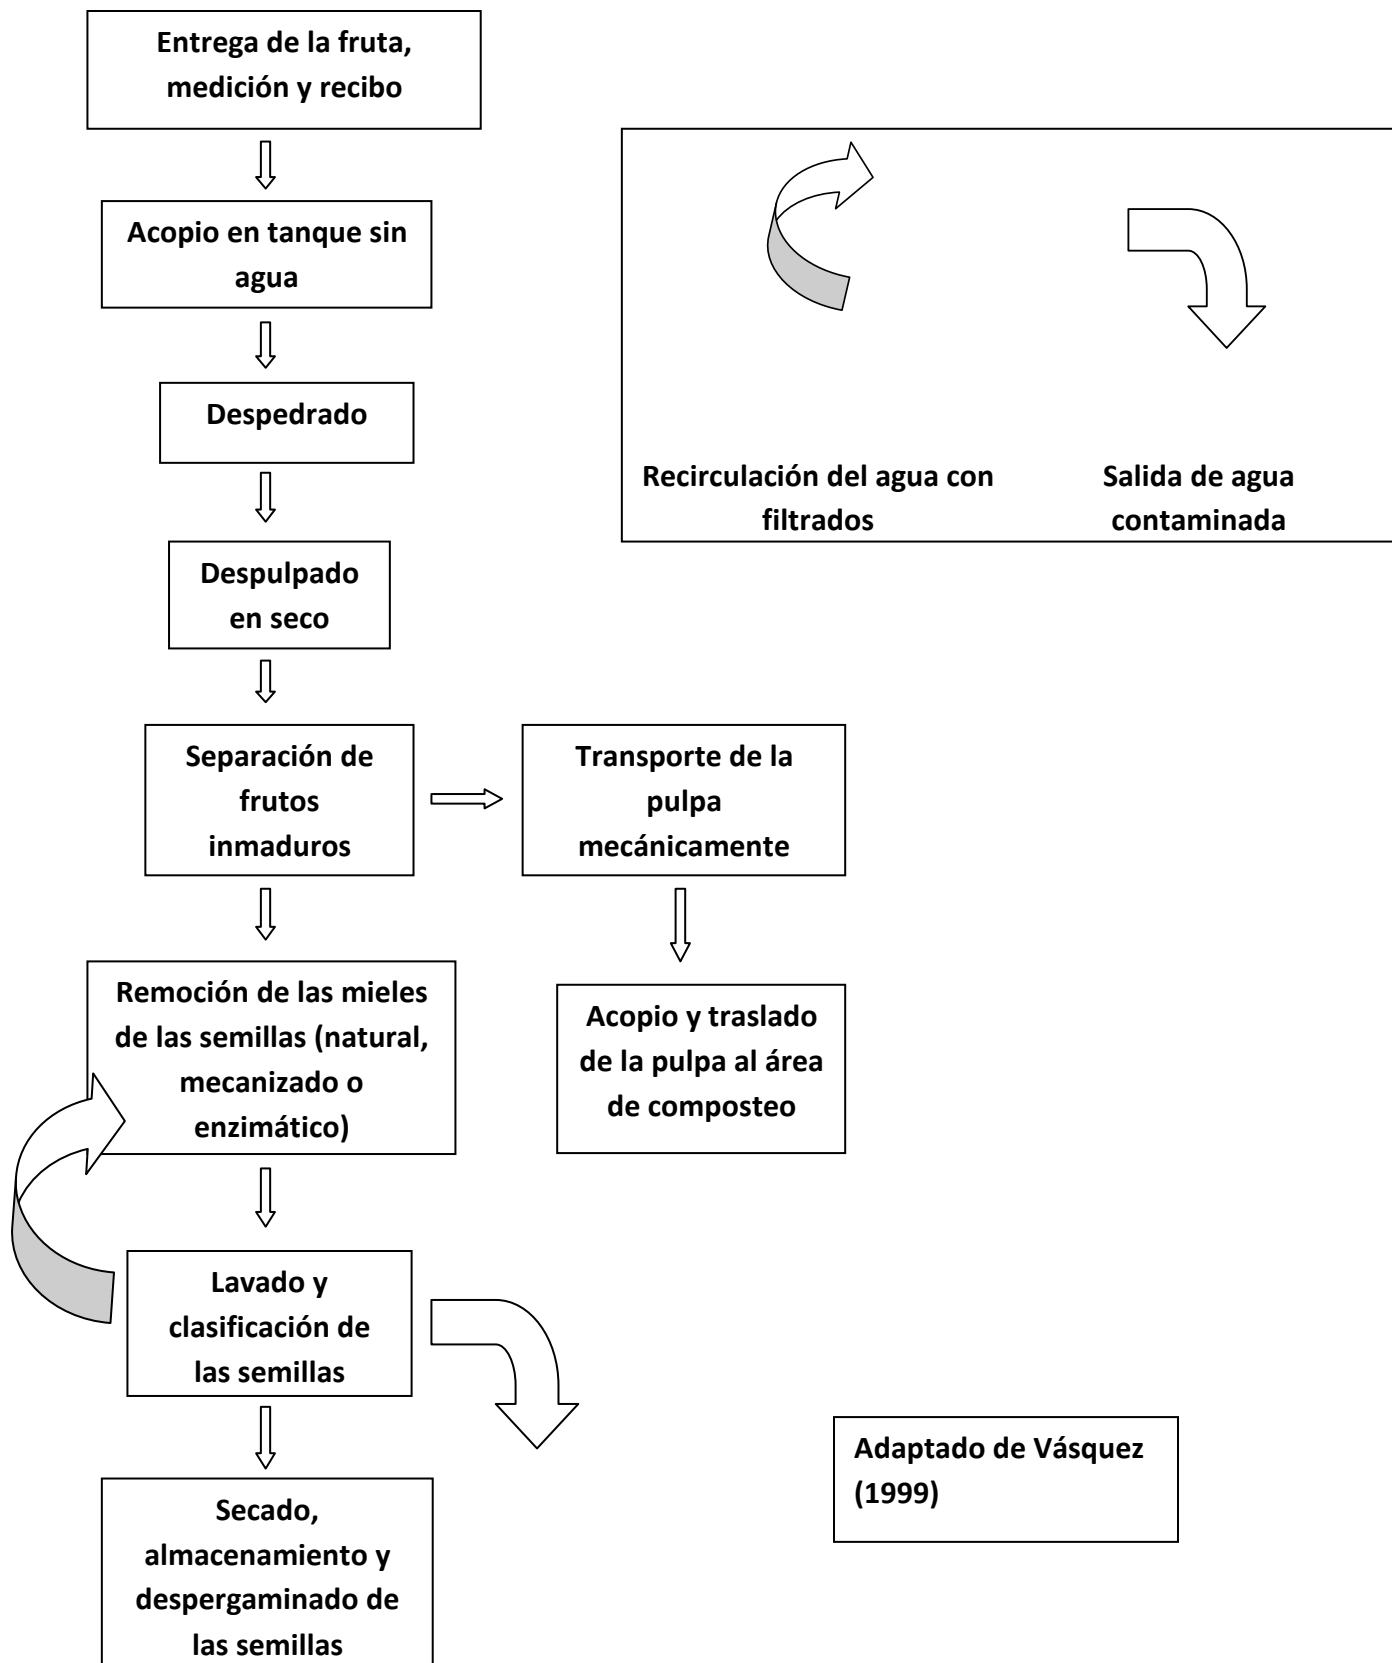 Entrega de la fruta,
medición y recibo
Acopio en tanque sin
agua
Despedrado
Recirculación del agua con
filtrados
Salida de agua
contaminada
Despulpado
en seco
Separación de
frutos
inmaduros
Transporte de la
pulpa
mecánicamente
Remoción de las mieles
de las semillas (natural,
mecanizado o
enzimático)
Acopio y traslado
de la pulpa al área
de composteo
Lavado y
clasificación de
las semillas
Adaptado de Vásquez
(1999)
Secado,
almacenamiento y
despergaminado de
las semillas